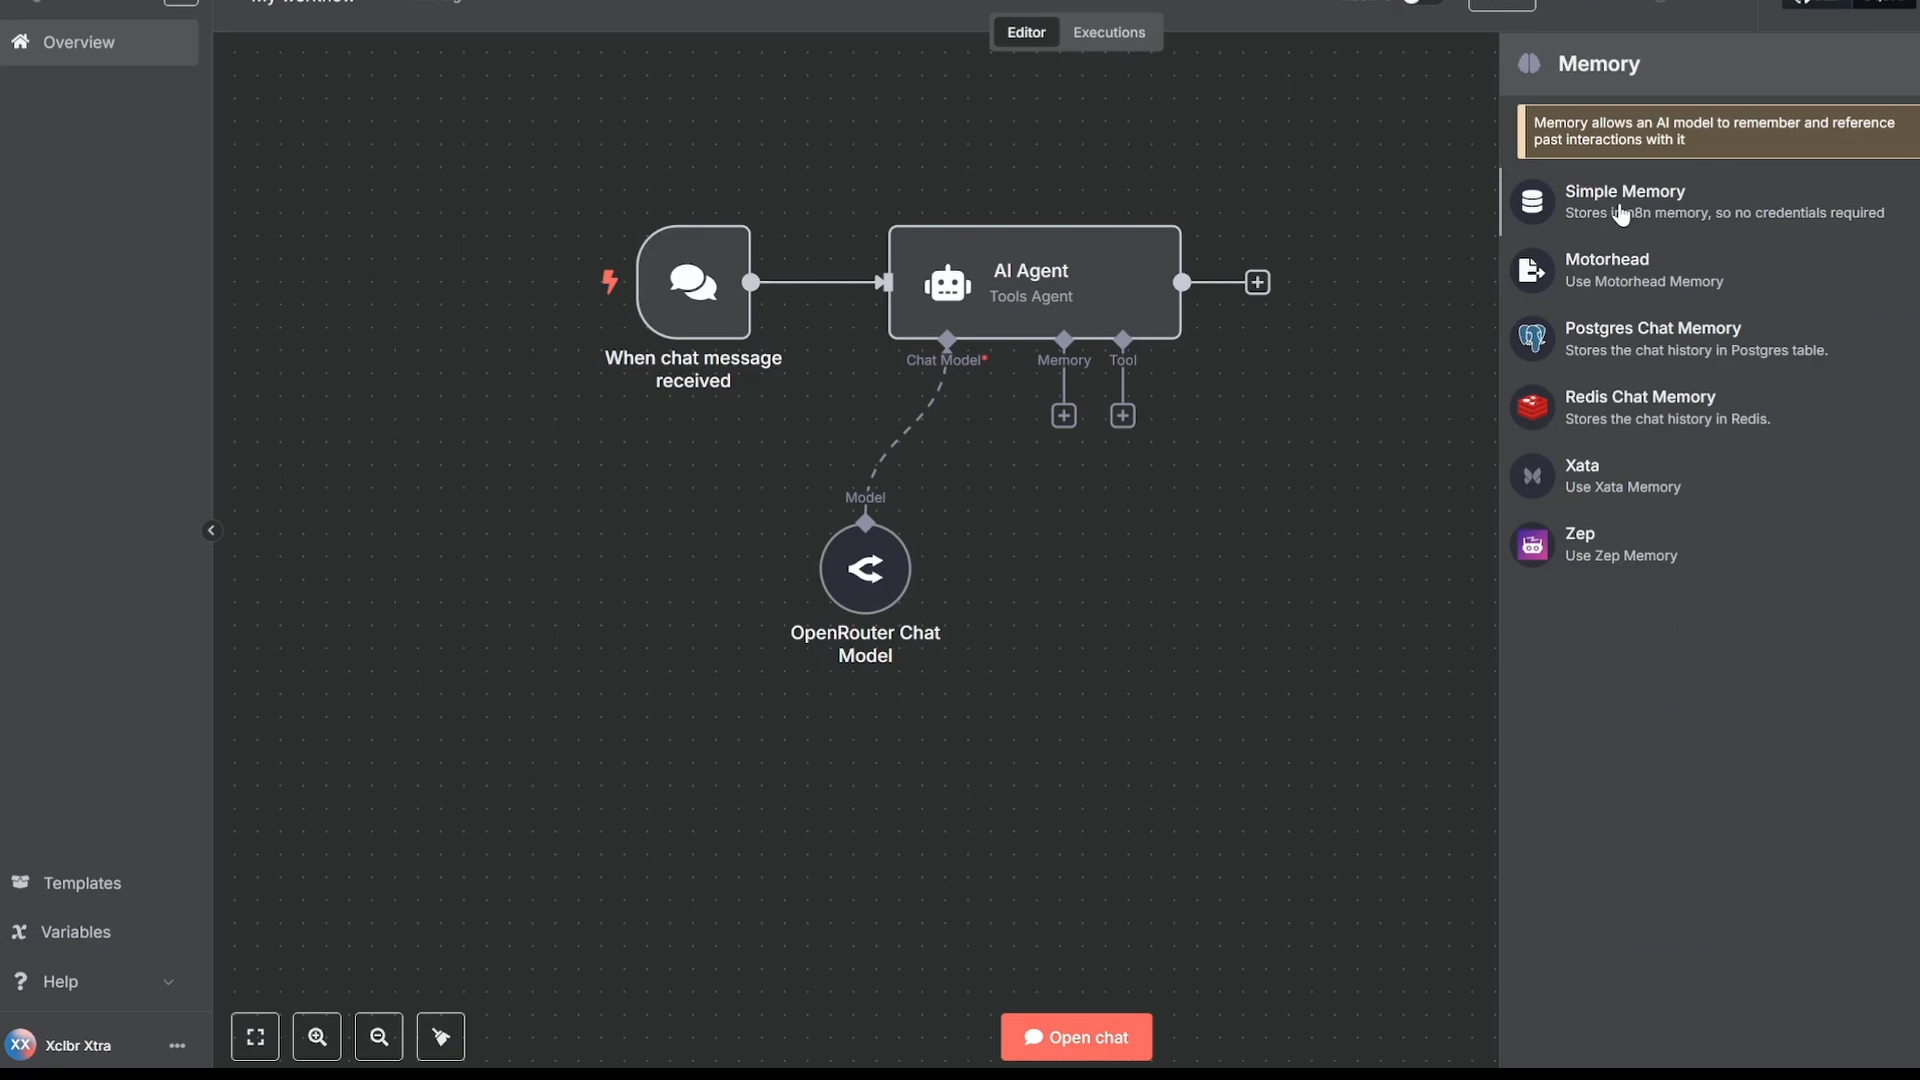 My workflow
Overview
Editor
Executions
Memory
Memory allows an AI model to remember and reference
past interactions with it
Simple Memory
Stores in n8n memory, so no credentials required
Motorhead
Use Motorhead Memory
Postgres Chat Memory
Stores the chat history in Postgres table.
Redis Chat Memory
Stores the chat history in Redis.
Xata
Use Xata Memory
Zep
Use Zep Memory
When chat message
received
AI Agent
Tools Agent
Chat Model*
Memory
Tool
Model
OpenRouter Chat
Model
Templates
Variables
Help
XX
Xclbr Xtra
Open chat